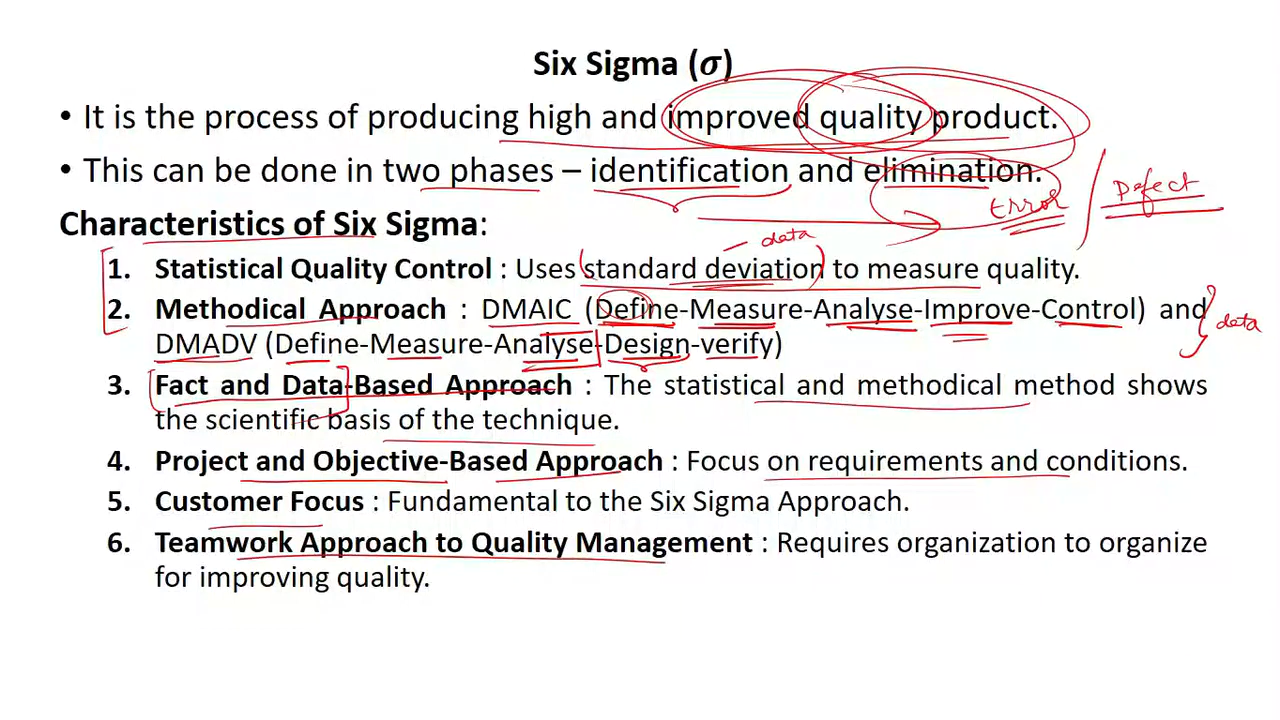 Six Sigma (σ)
• It is the process of producing high and improved quality product.
• This can be done in two phases – identification and elimination.
Error / Defect
Characteristics of Six Sigma:
– data
1. Statistical Quality Control : Uses standard deviation to measure quality.
2. Methodical Approach : DMAIC (Define-Measure-Analyse-Improve-Control) and
DMADV (Define-Measure-Analyse-Design-verify)
data
3. Fact and Data-Based Approach : The statistical and methodical method shows
the scientific basis of the technique.
4. Project and Objective-Based Approach : Focus on requirements and conditions.
5. Customer Focus : Fundamental to the Six Sigma Approach.
6. Teamwork Approach to Quality Management : Requires organization to organize
for improving quality.